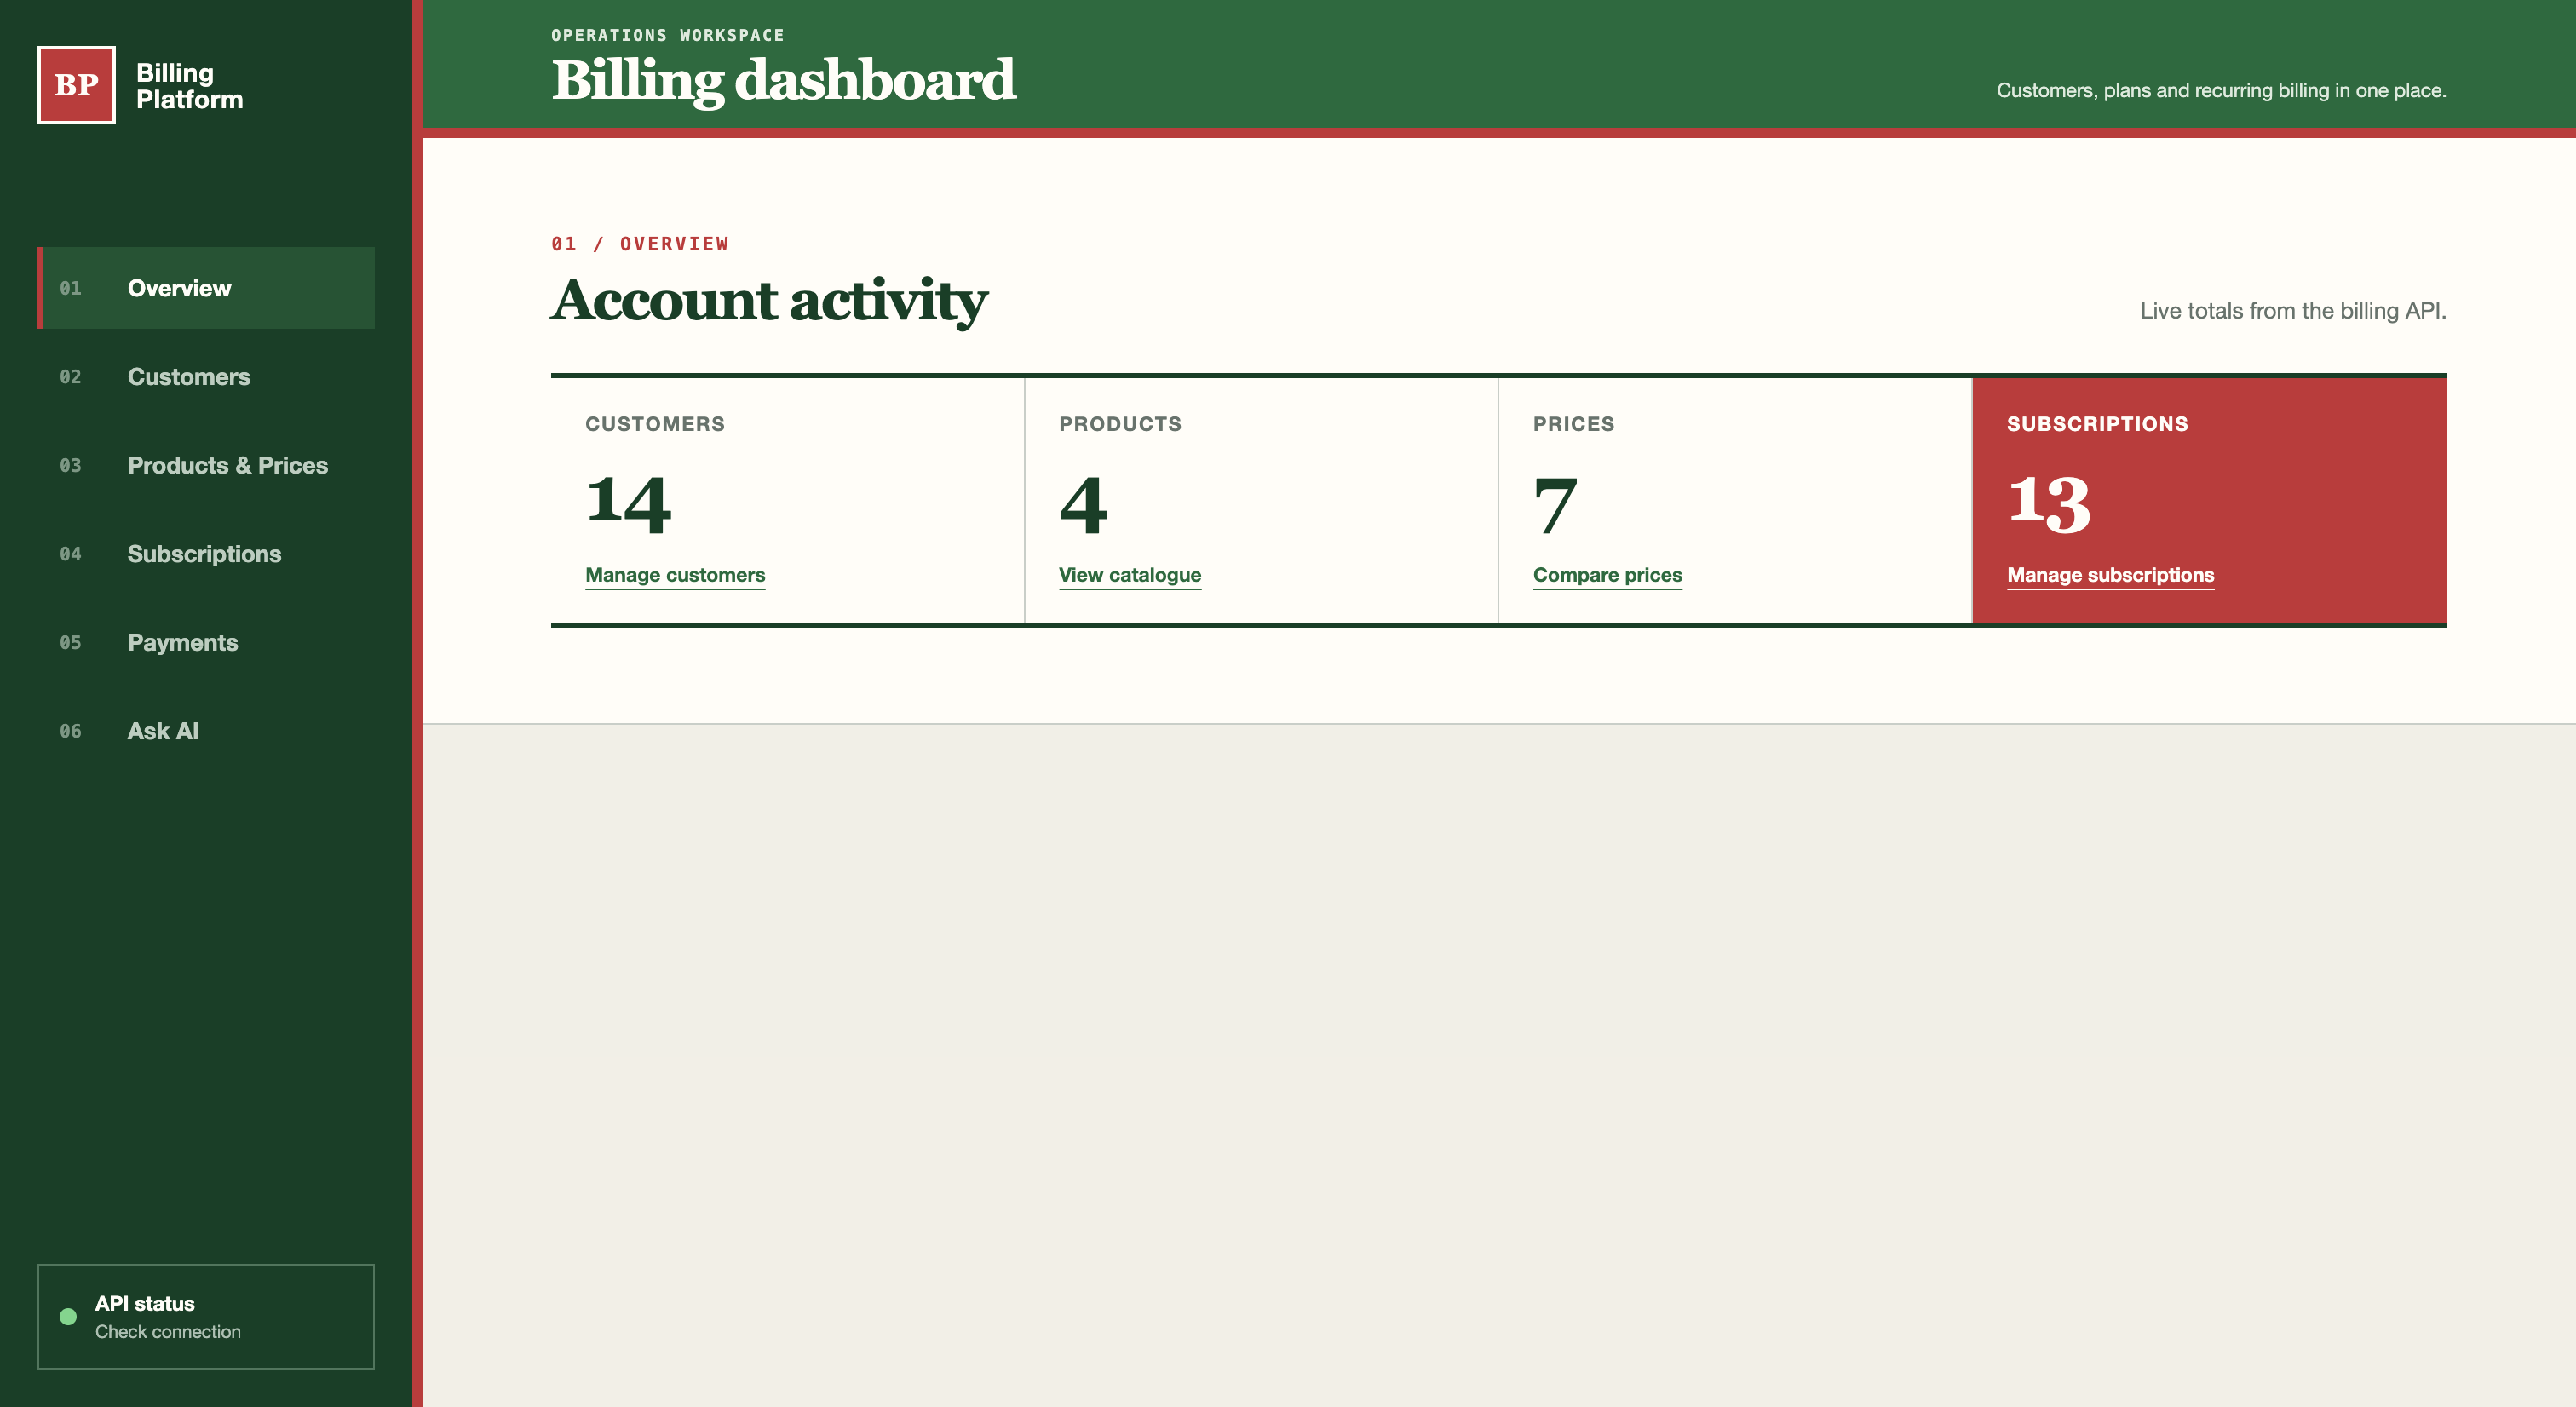 BP
Billing
Platform
01 Overview
02 Customers
03 Products & Prices
04 Subscriptions
05 Payments
06 Ask AI
API status
Check connection
OPERATIONS WORKSPACE
Billing dashboard
Customers, plans and recurring billing in one place.
01 / OVERVIEW
Account activity
Live totals from the billing API.
CUSTOMERS
14
Manage customers
PRODUCTS
4
View catalogue
PRICES
7
Compare prices
SUBSCRIPTIONS
13
Manage subscriptions